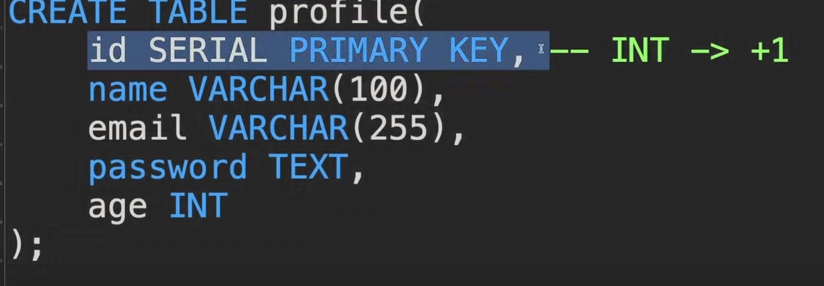 CREATE TABLE profile(
id SERIAL PRIMARY KEY, -- INT -> +1
name VARCHAR(100),
email VARCHAR(255),
password TEXT,
age INT
);